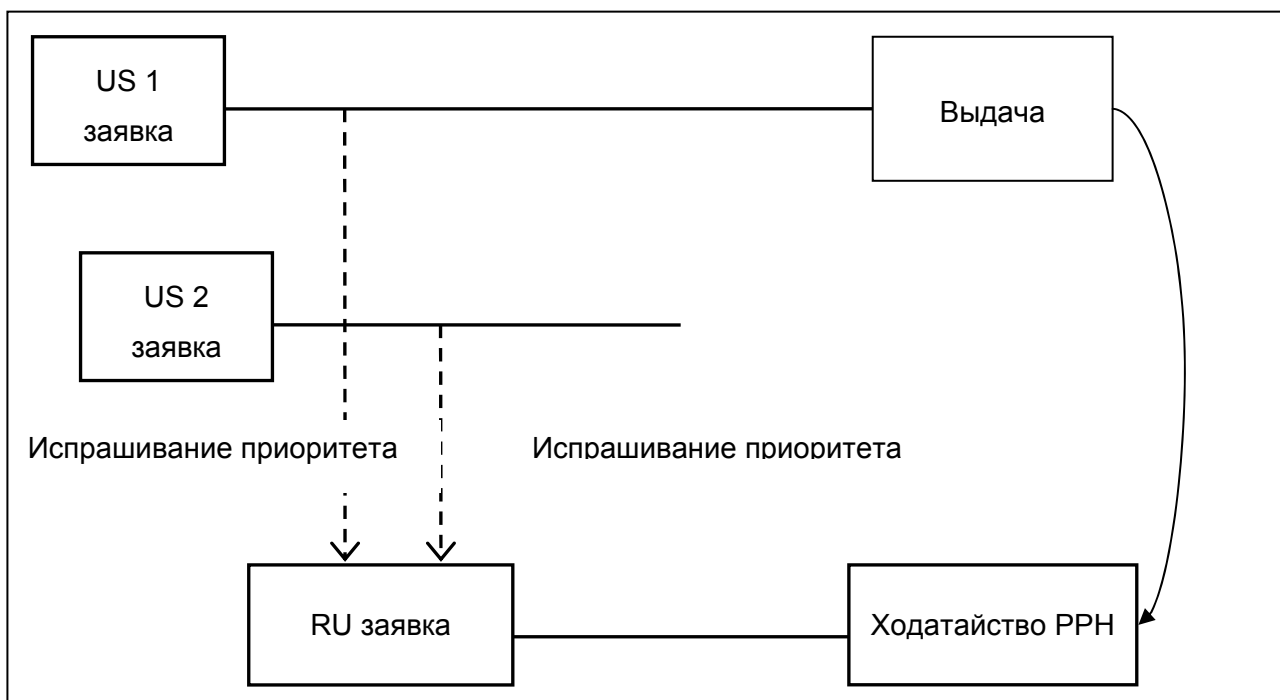 US 1
заявка
Выдача
US 2
заявка
Испрашивание приоритета
Испрашивание приоритета
RU заявка
Ходатайство PPH